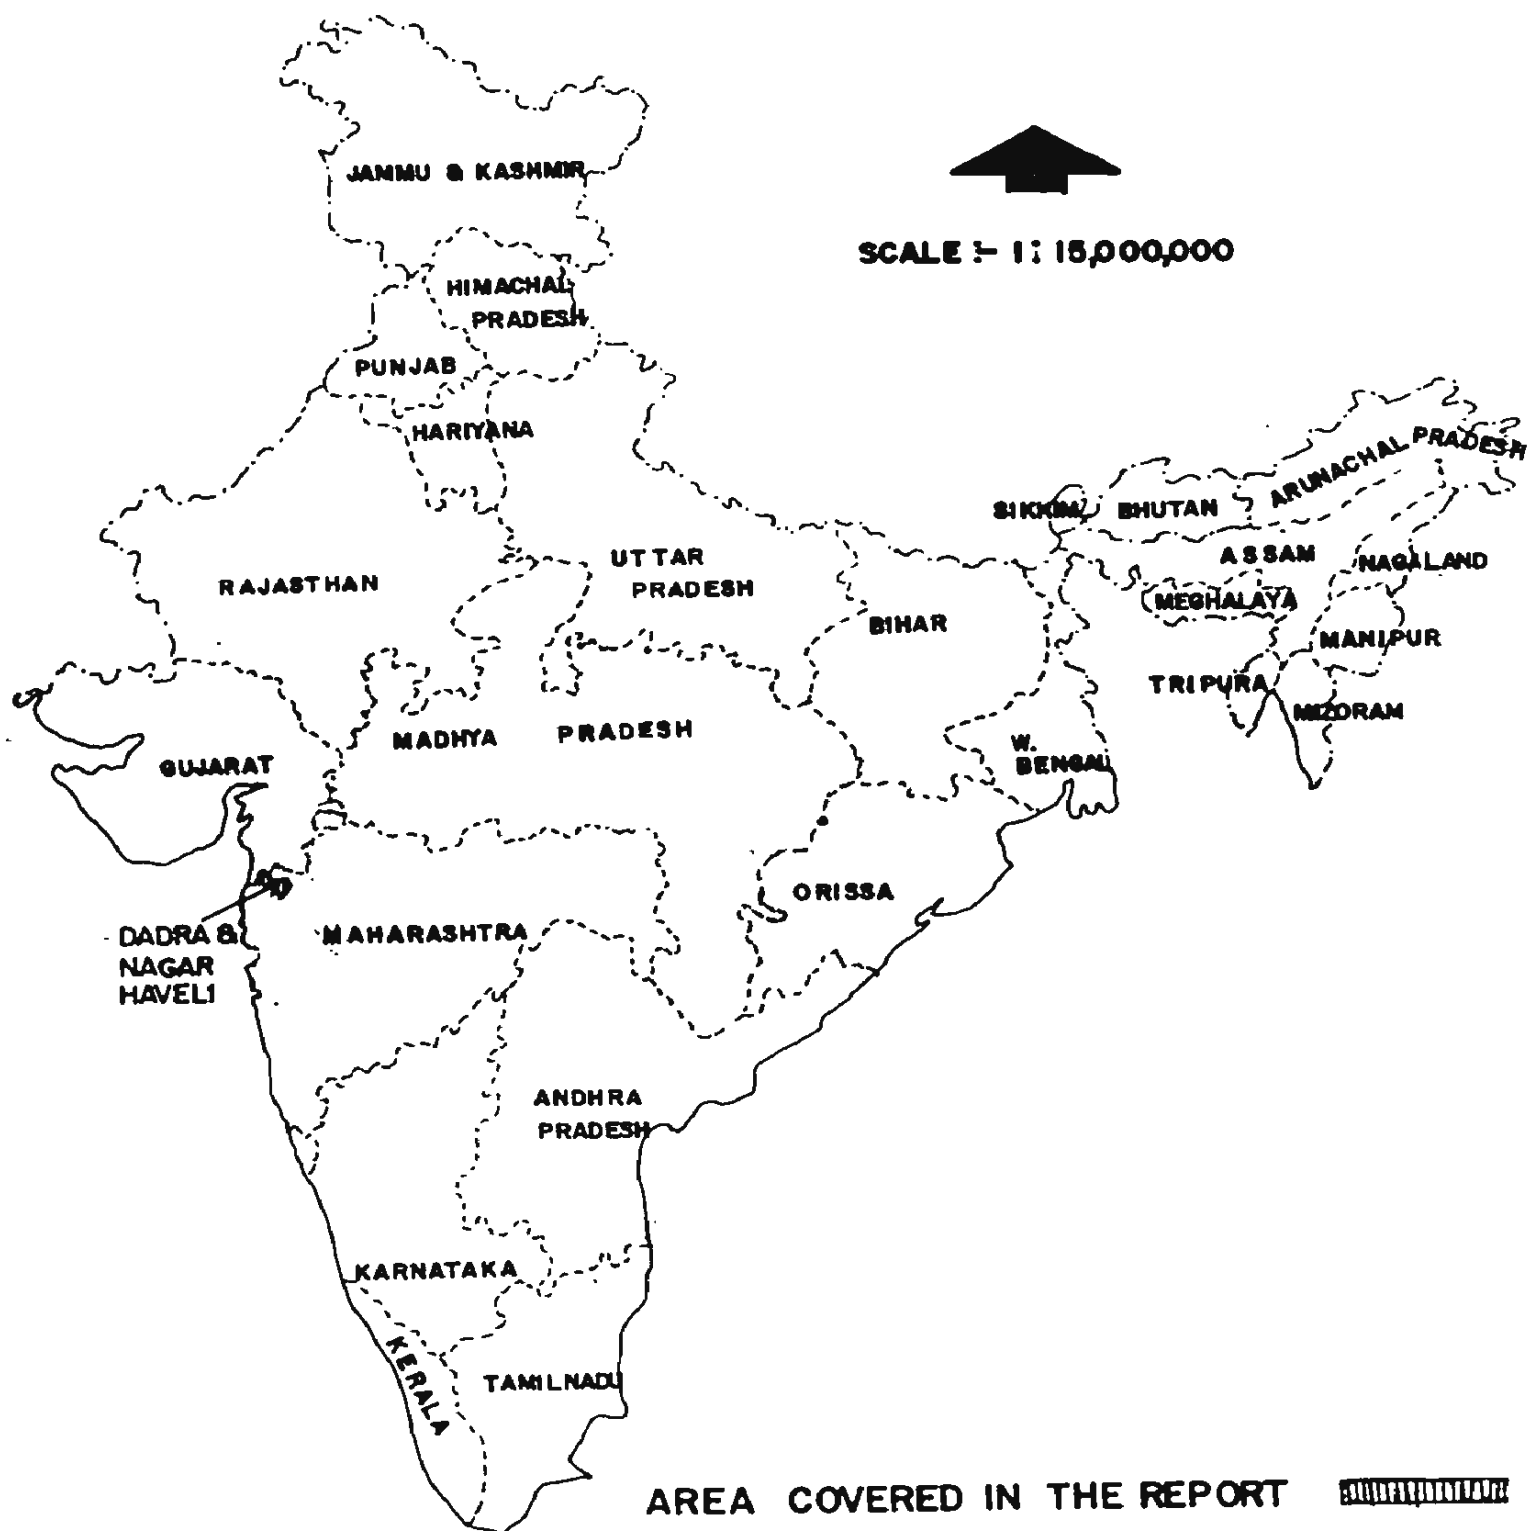 JAMMU & KASHMIR
SCALE :- 1: 15,000,000
HIMACHAL
PRADESH
PUNJAB
HARIYANA
ARUNACHAL PRADESH
SIKKIM
BHUTAN
ASSAM
NAGALAND
UTTAR
PRADESH
RAJASTHAN
MEGHALAYA
BIHAR
MANIPUR
TRIPURA
MIZORAM
MADHYA PRADESH
W.
BENGAL
GUJARAT
ORISSA
MAHARASHTRA
DADRA &
NAGAR
HAVELI
ANDHRA
PRADESH
KARNATAKA
KERALA
TAMILNADU
AREA COVERED IN THE REPORT